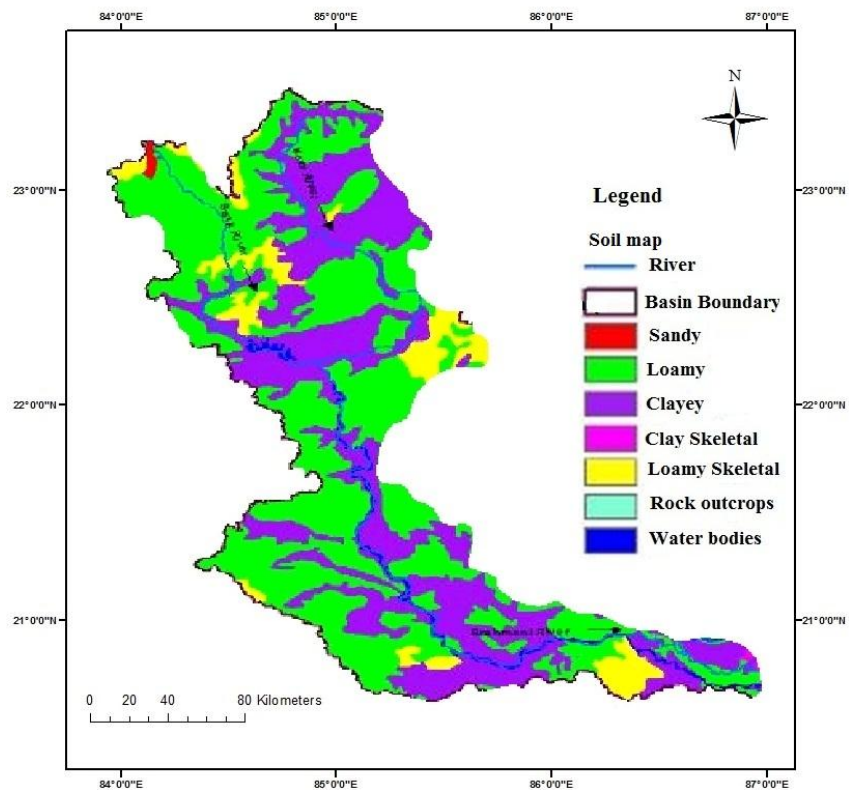 84°0'0"E 85°0'0"E 86°0'0"E 87°0'0"E
N
23°0'0"N 23°0'0"N
22°0'0"N 22°0'0"N
21°0'0"N 21°0'0"N
Legend
Soil map
River
Basin Boundary
Sandy
Loamy
Clayey
Clay Skeletal
Loamy Skeletal
Rock outcrops
Water bodies
Brahmani River
0 20 40 80 Kilometers
84°0'0"E 85°0'0"E 86°0'0"E 87°0'0"E